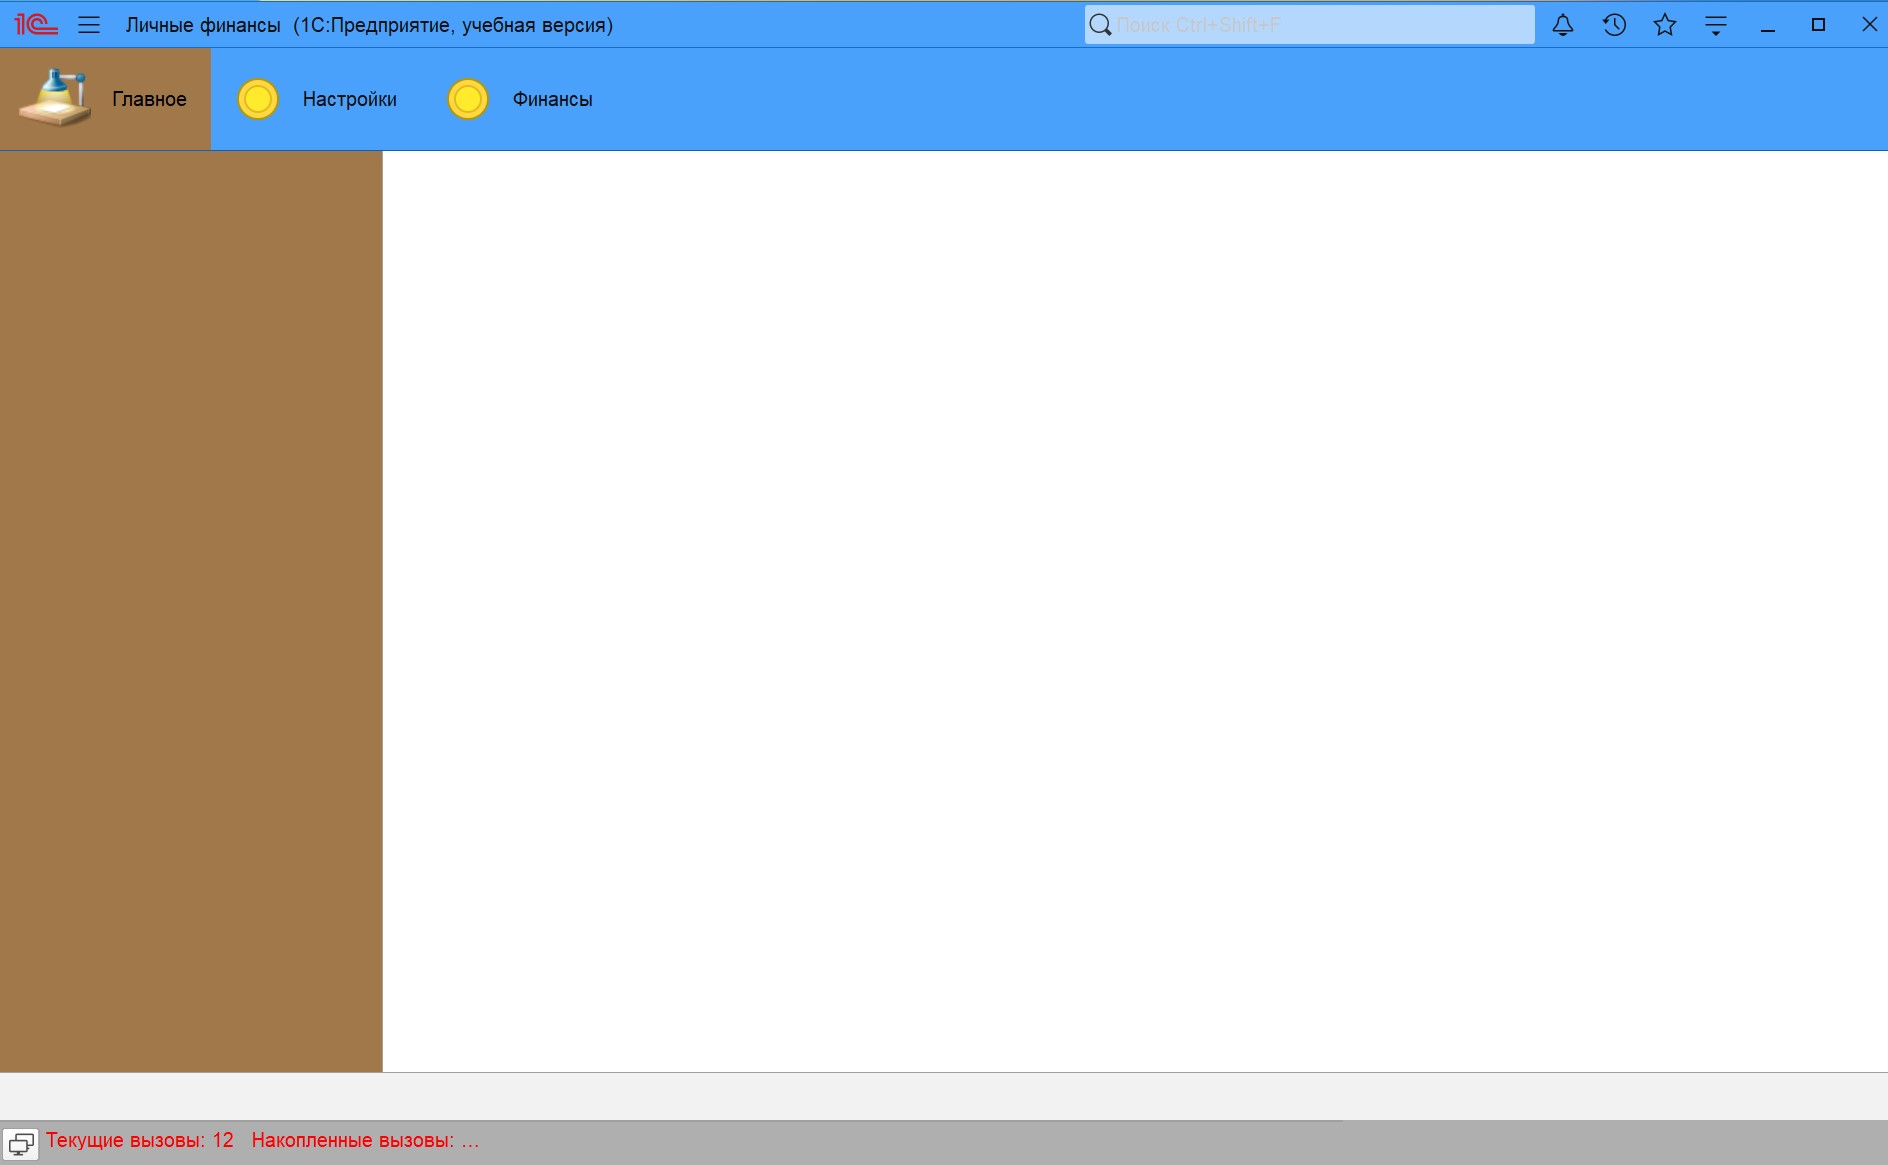 1С Личные финансы (1С:Предприятие, учебная версия) Поиск Ctrl+Shift+F
Главное Настройки Финансы
Текущие вызовы: 12 Накопленные вызовы: ...